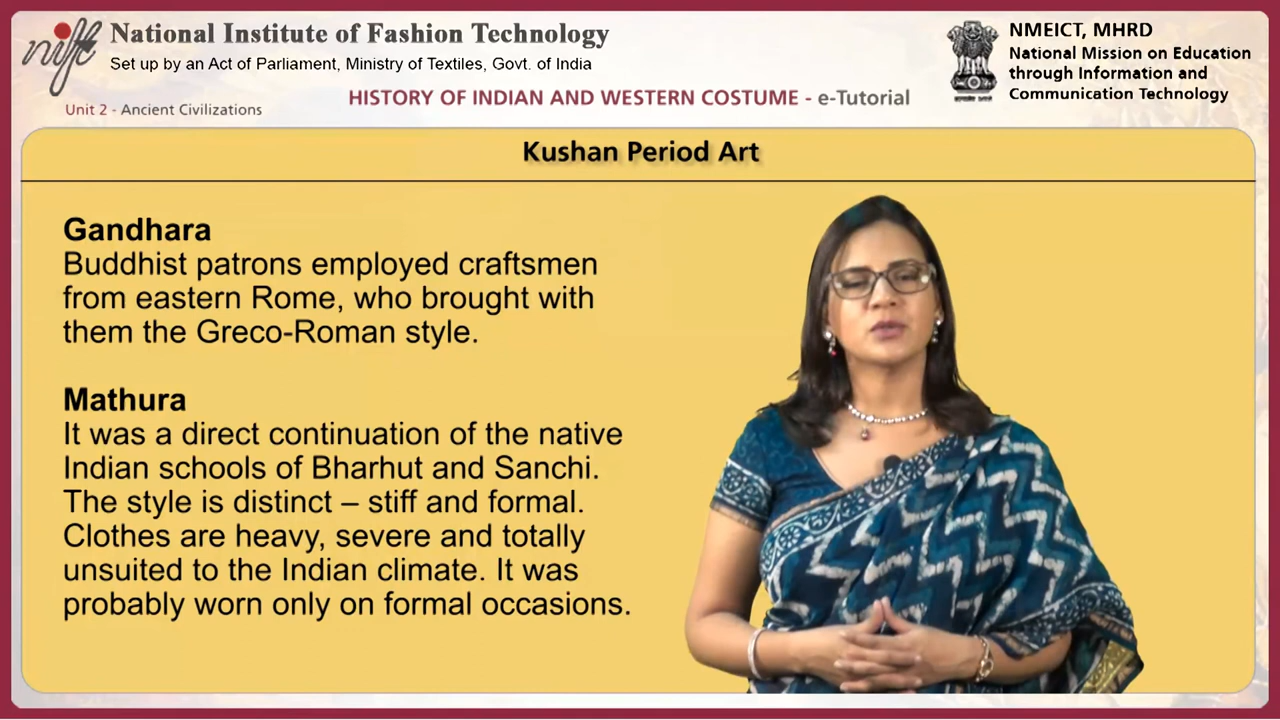 nift
National Institute of Fashion Technology
Set up by an Act of Parliament, Ministry of Textiles, Govt. of India
NMEICT, MHRD
National Mission on Education
through Information and
Communication Technology
HISTORY OF INDIAN AND WESTERN COSTUME - e-Tutorial
Unit 2 - Ancient Civilizations
Kushan Period Art
Gandhara
Buddhist patrons employed craftsmen
from eastern Rome, who brought with
them the Greco-Roman style.
Mathura
It was a direct continuation of the native
Indian schools of Bharhut and Sanchi.
The style is distinct – stiff and formal.
Clothes are heavy, severe and totally
unsuited to the Indian climate. It was
probably worn only on formal occasions.